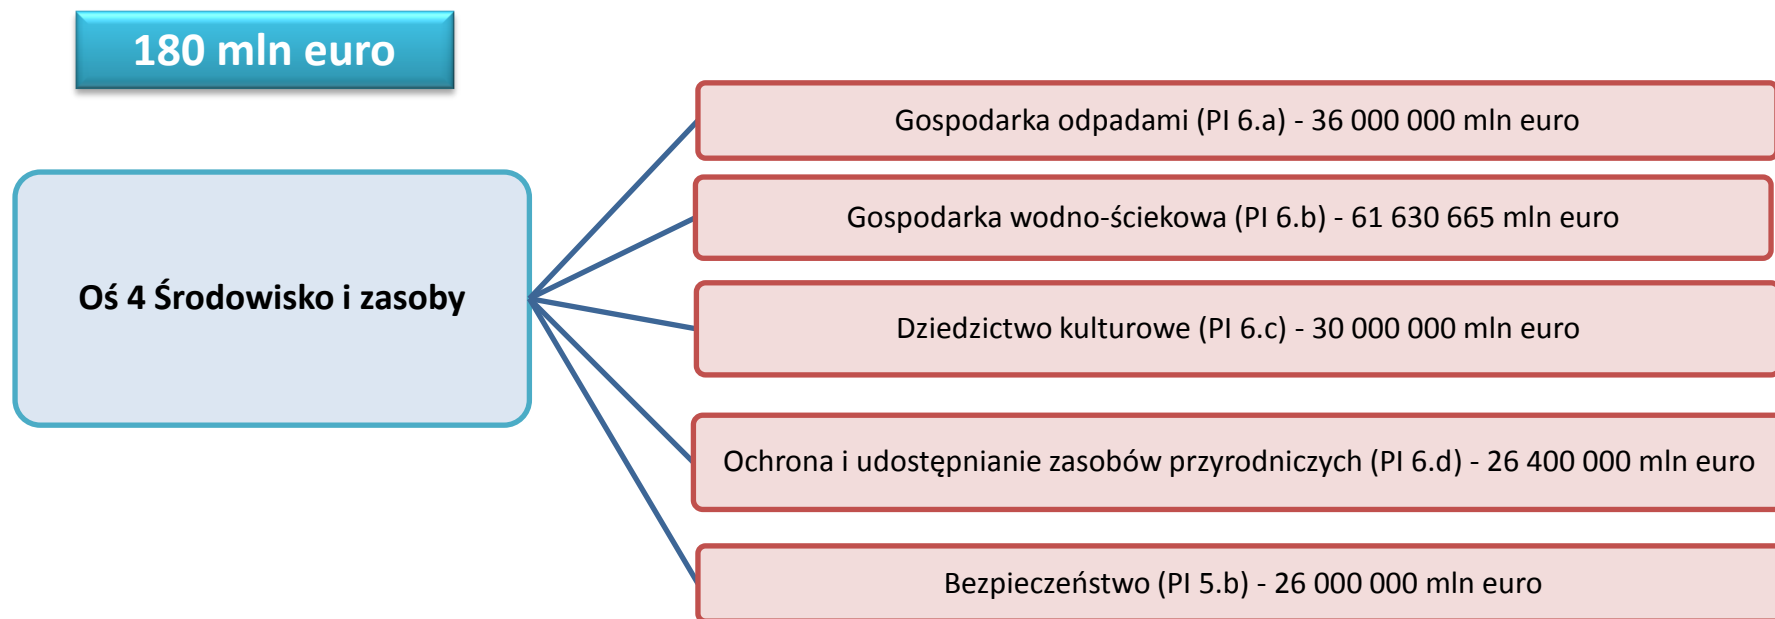 180 mln euro
Oś 4 Środowisko i zasoby
Gospodarka odpadami (PI 6.a) - 36 000 000 mln euro
Gospodarka wodno-ściekowa (PI 6.b) - 61 630 665 mln euro
Dziedzictwo kulturowe (PI 6.c) - 30 000 000 mln euro
Ochrona i udostępnianie zasobów przyrodniczych (PI 6.d) - 26 400 000 mln euro
Bezpieczeństwo (PI 5.b) - 26 000 000 mln euro